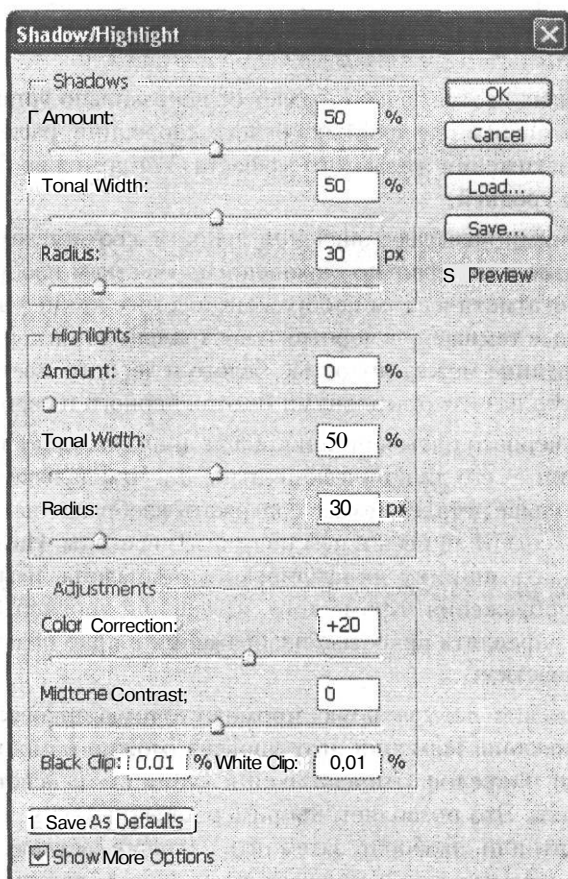 Shadow/Highlight
Shadows
Γ Amount: 50 %
Tonal Width: 50 %
Radius: 30 px
Highlights
Amount: 0 %
Tonal Width: 50 %
Radius: 30 px
Adjustments
Color Correction: +20
Midtone Contrast; 0
Black Clip: 0.01 % White Clip: 0,01 %
1 Save As Defaults
Show More Options
OK
Cancel
Load...
Save...
S Preview